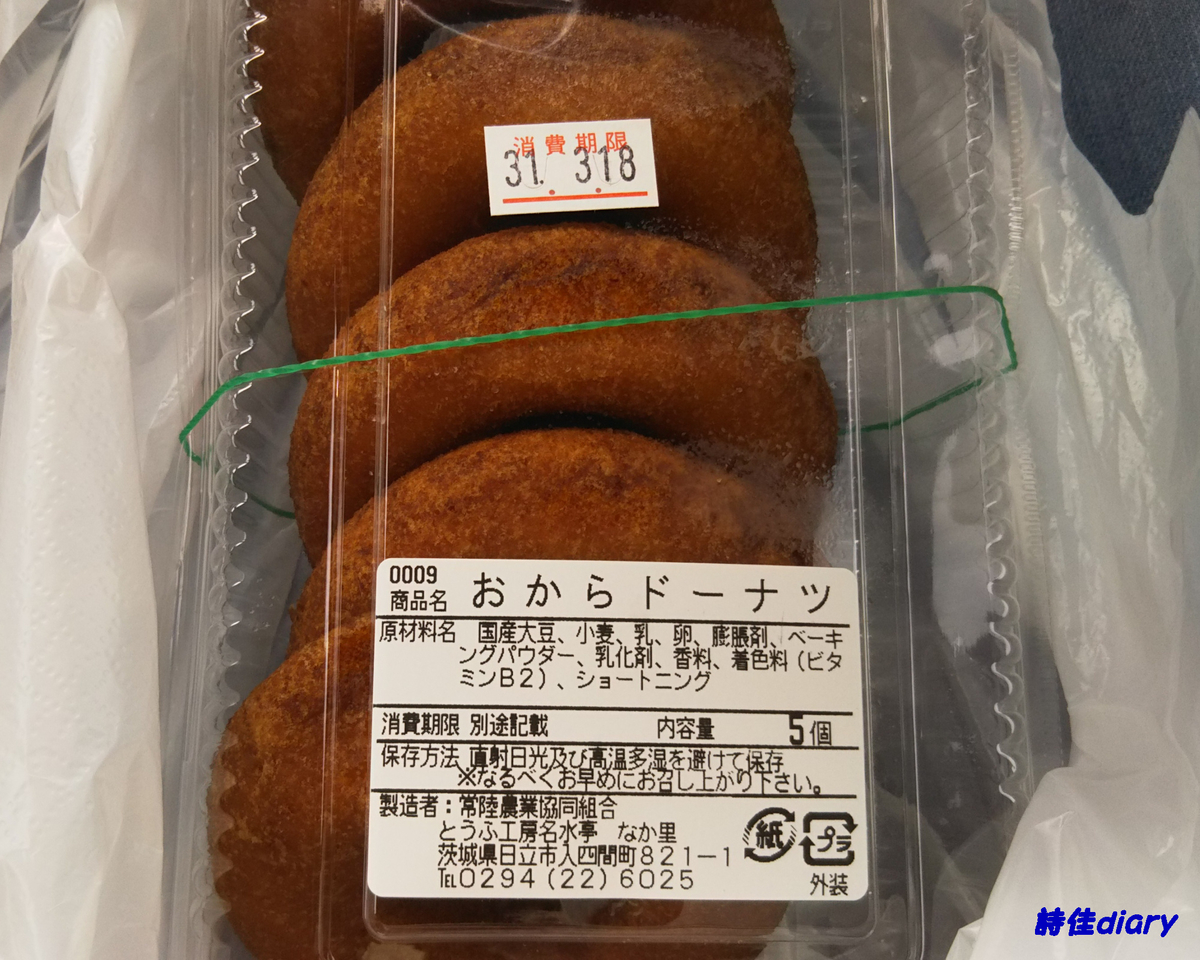 消費期限
31. 3.18
0009
商品名 おからドーナツ
原材料名 国産大豆、小麦、乳、卵、膨脹剤、ベーキ
ングパウダー、乳化剤、香料、着色料（ビタ
ミンB2）、ショートニング
消費期限 別途記載 内容量 5個
保存方法 直射日光及び高温多湿を避けて保存
※なるべくお早めにお召し上がり下さい。
製造者：常陸農業協同組合
とうふ工房名水亭 なか里
茨城県日立市入四間町821ー1
℡0294（22）6025
紙 プラ
外装
詩佳diary